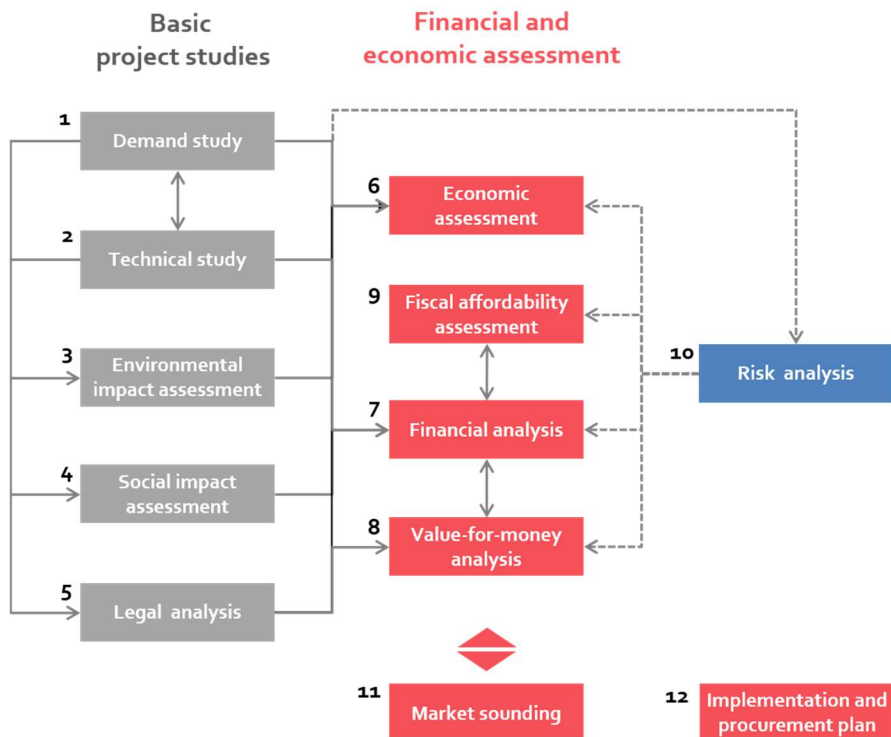 Basic
project studies
Financial and
economic assessment
1
Demand study
2
Technical study
3
Environmental
impact assessment
4
Social impact
assessment
5
Legal analysis
6
Economic
assessment
9
Fiscal affordability
assessment
7
Financial analysis
8
Value-for-money
analysis
10
Risk analysis
11
Market sounding
12
Implementation and
procurement plan